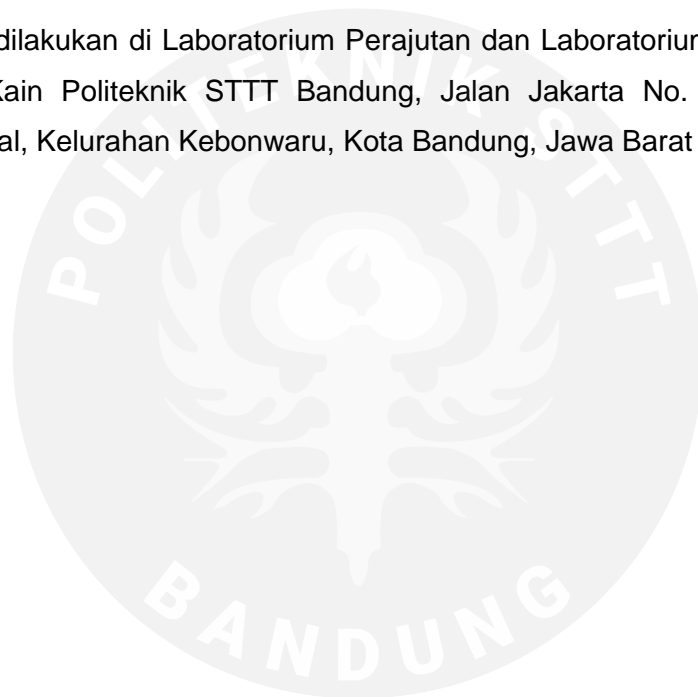 dilakukan di Laboratorium Perajutan dan Laboratoriun
Kain Politeknik STTT Bandung, Jalan Jakarta No.
al, Kelurahan Kebonwaru, Kota Bandung, Jawa Barat
POLITEKNIK STTT
BANDUNG